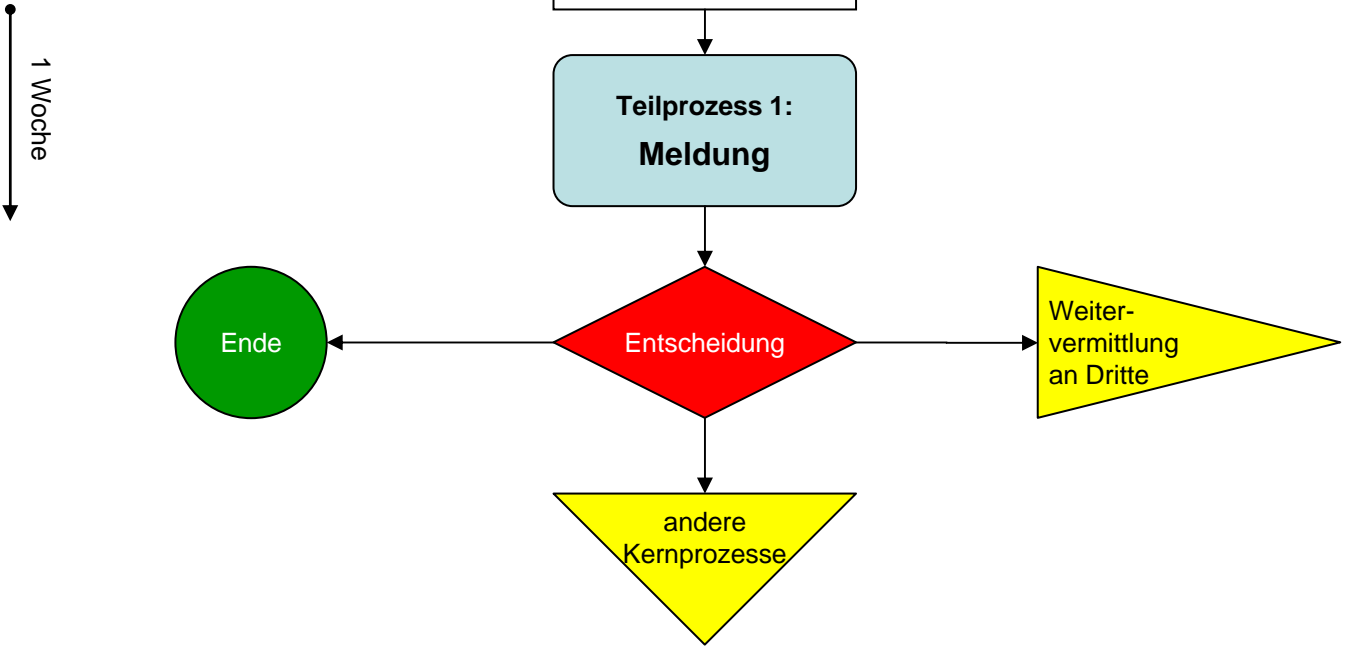 1 Woche
Teilprozess 1:
Meldung
Ende
Entscheidung
Weiter-
vermittlung
an Dritte
andere
Kernprozesse